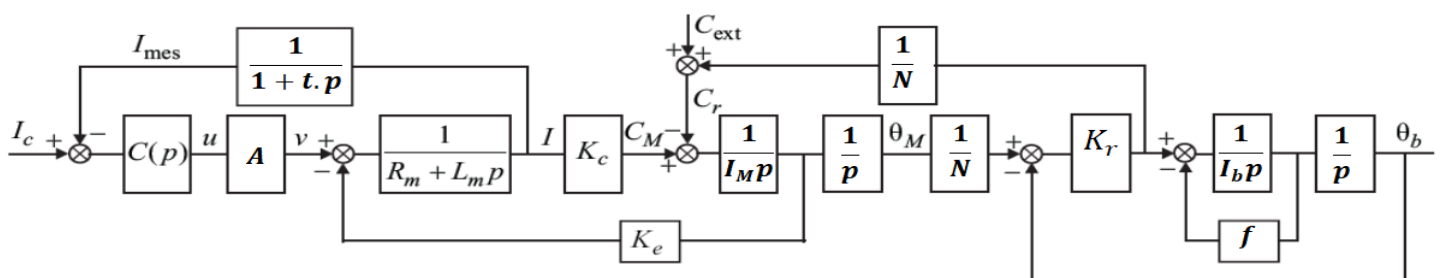 C_ext
I_mes
1
1 + t.p
+ +
1
N
C_r
I_c + −
C(p)
u
A
v
+
−
1
R_m + L_m p
I
K_c
C_M −
+
1
I_M p
1
p
θ_M
1
N
+
−
K_r
+
−
1
I_b p
1
p
θ_b
K_e
f